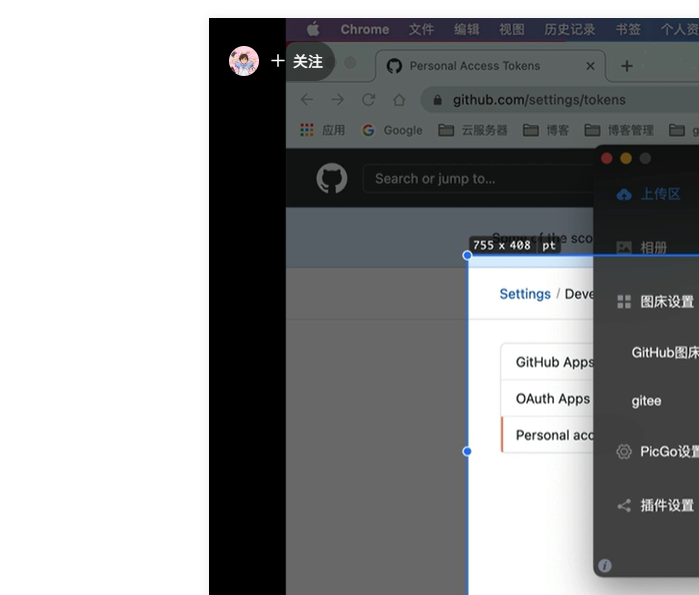 Chrome 文件 编辑 视图 历史记录 书签 个人资
+ 关注
Personal Access Tokens
github.com/settings/tokens
应用 Google 云服务器 博客 博客管理 g
Search or jump to...
上传区
755 x 408 pt
相册
Settings / Deve
图床设置
GitHub Apps
GitHub图床
OAuth Apps
gitee
Personal acc
PicGo设置
插件设置